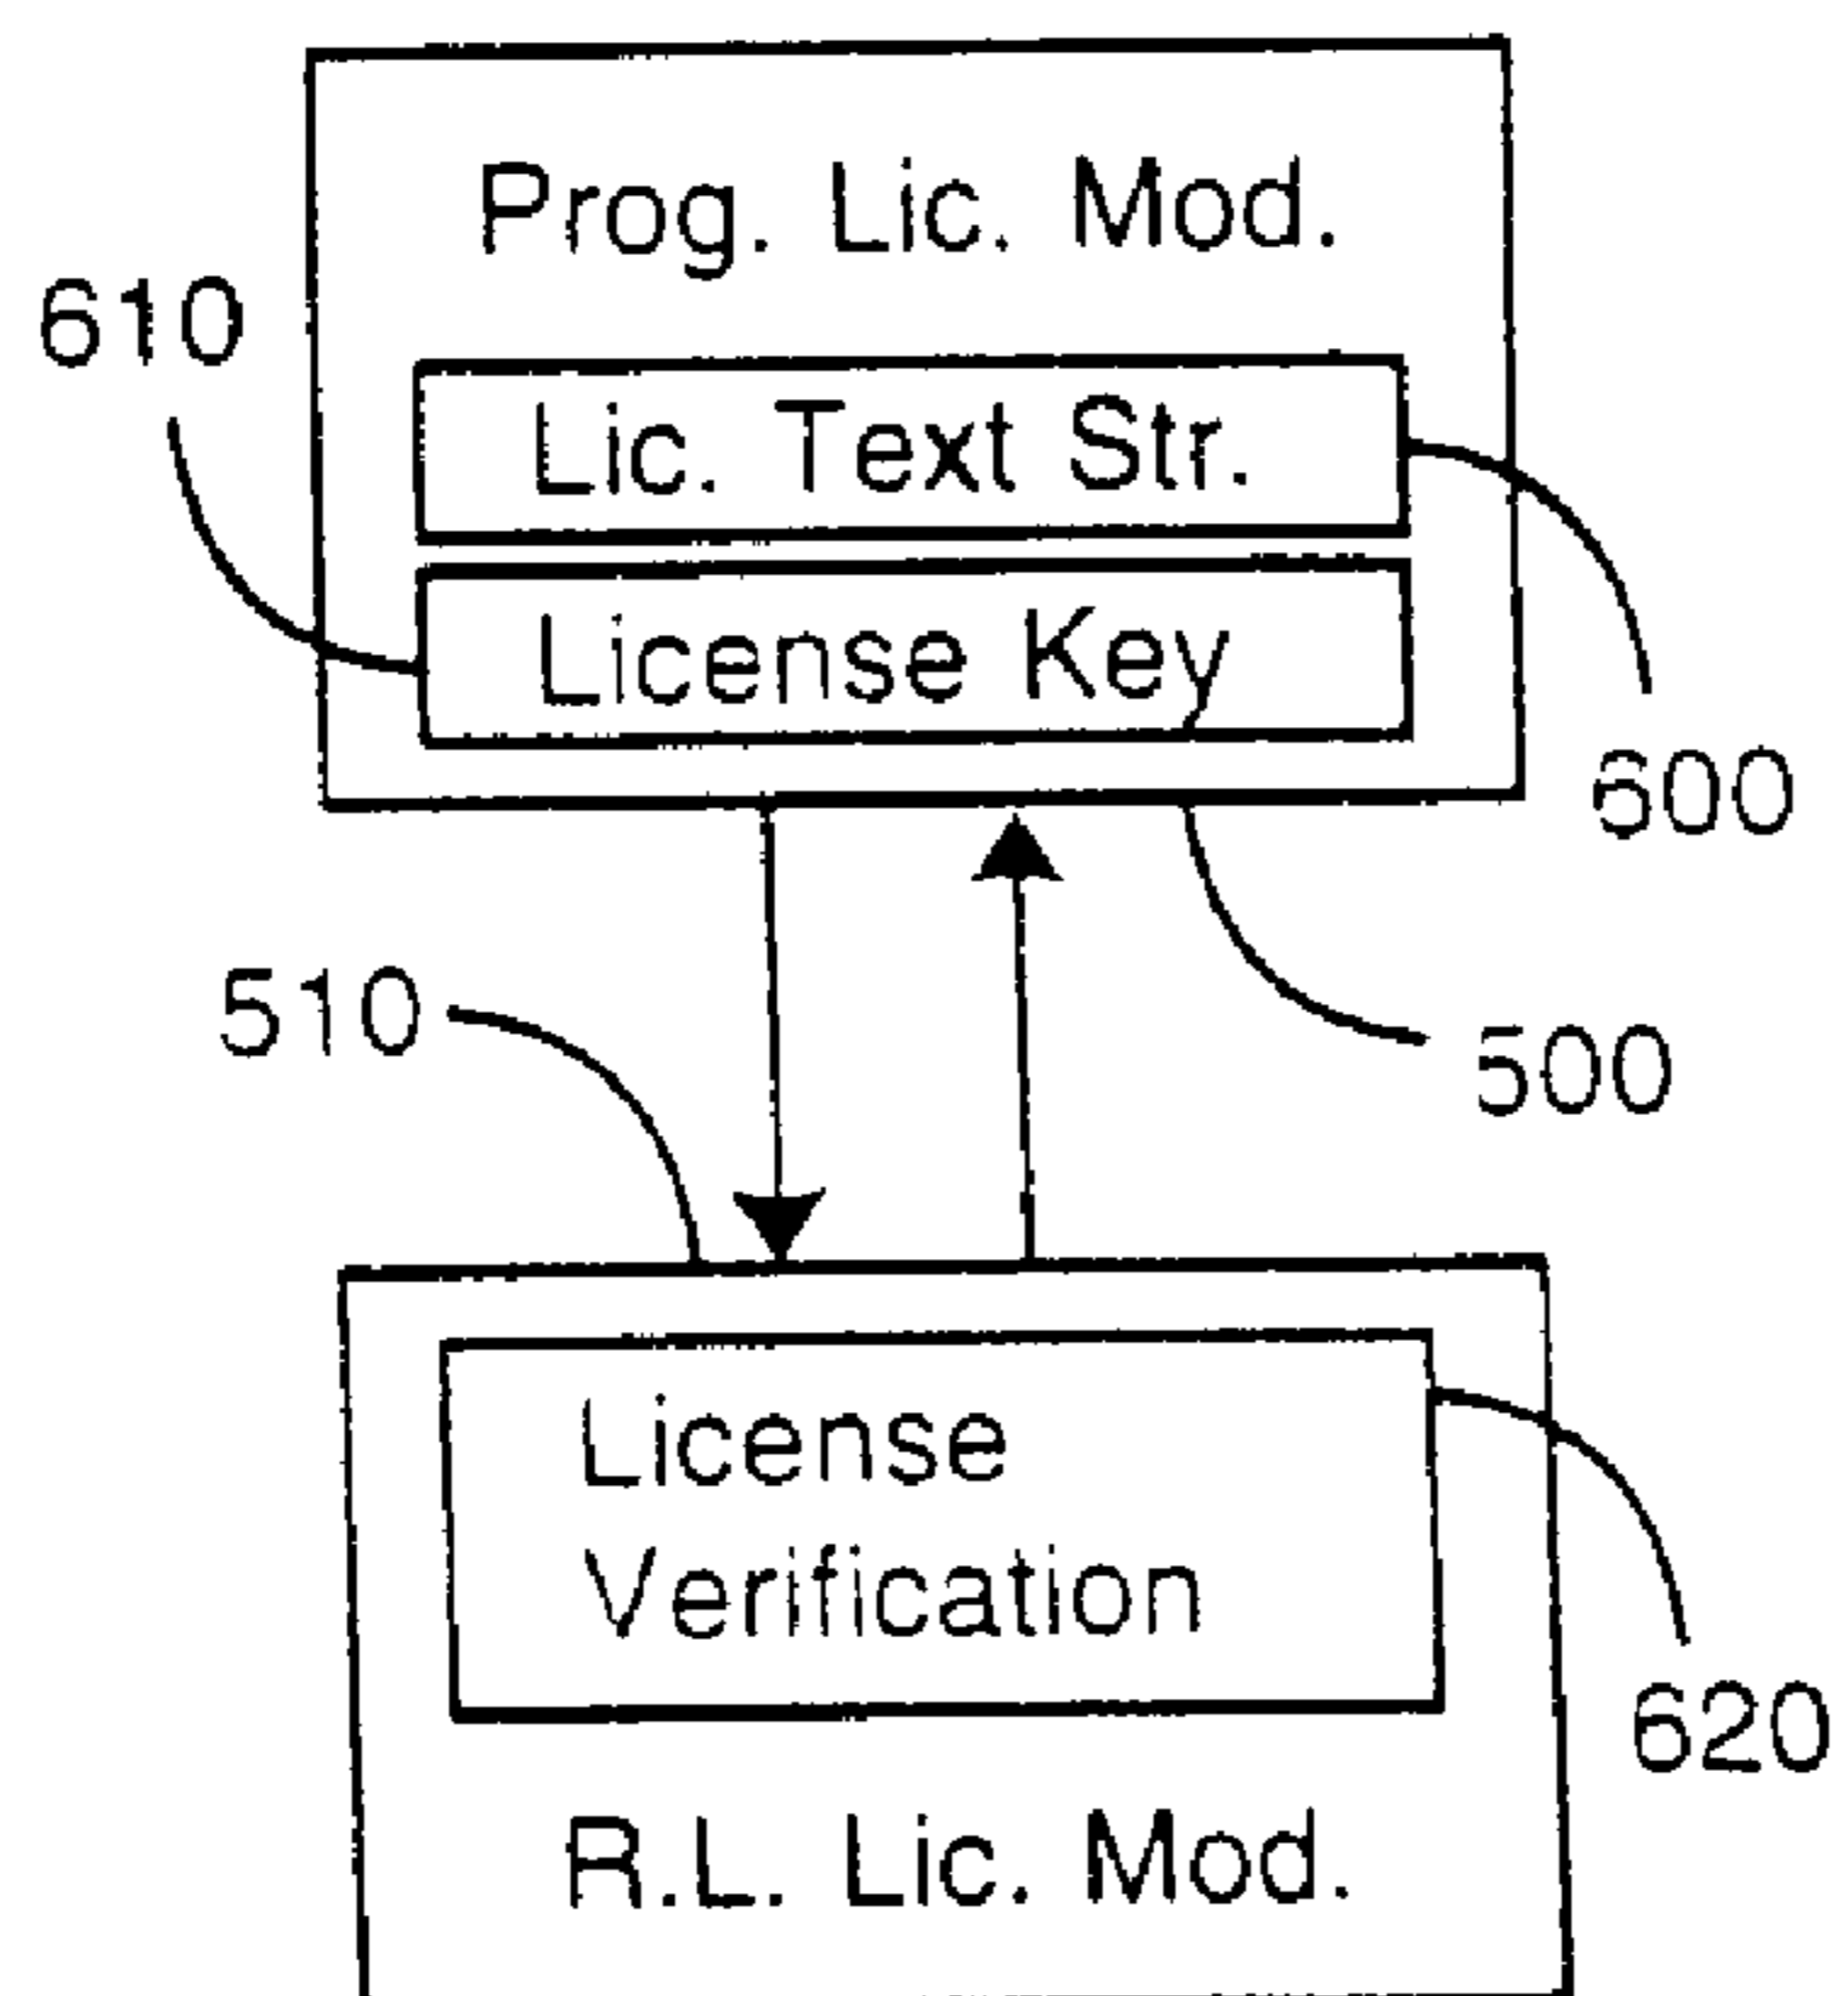 Prog. Lic. Mod.
610
Lic. Text Str.
License Key
600
510
500
License
Verification
620
R.L. Lic. Mod.